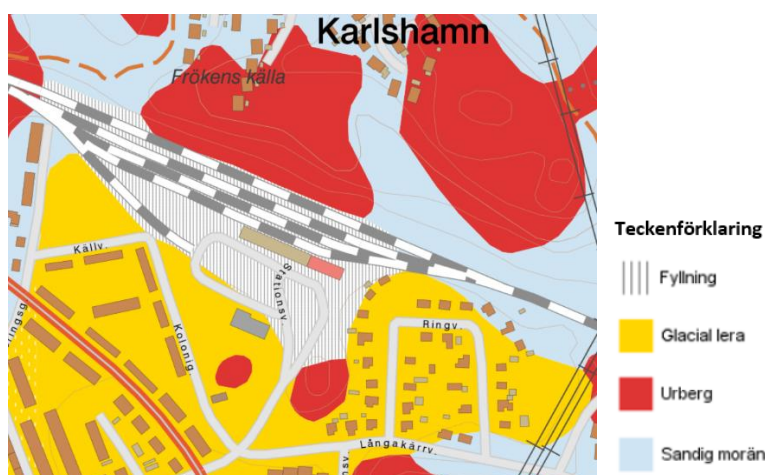 Karlshamn
Frökens källa
Källv.
Stationsv.
Kolonig.
Ringv.
Långakärrv.
Teckenförklaring
Fyllning
Glacial lera
Urberg
Sandig morän